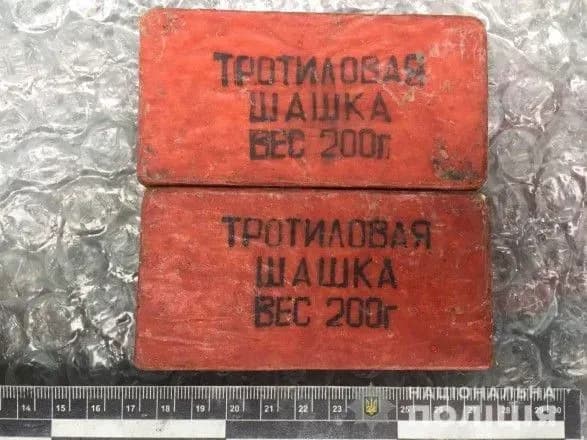 ТРОТИЛОВАЯ
ШАШКА
ВЕС 200г
ТРОТИЛОВАЯ
ШАШКА
ВЕС 200г
14 15 16 17 18 19 20 21 22 23 25 26 27 28 29 30
НАЦІОНАЛЬНА
ПОЛІЦІЯ